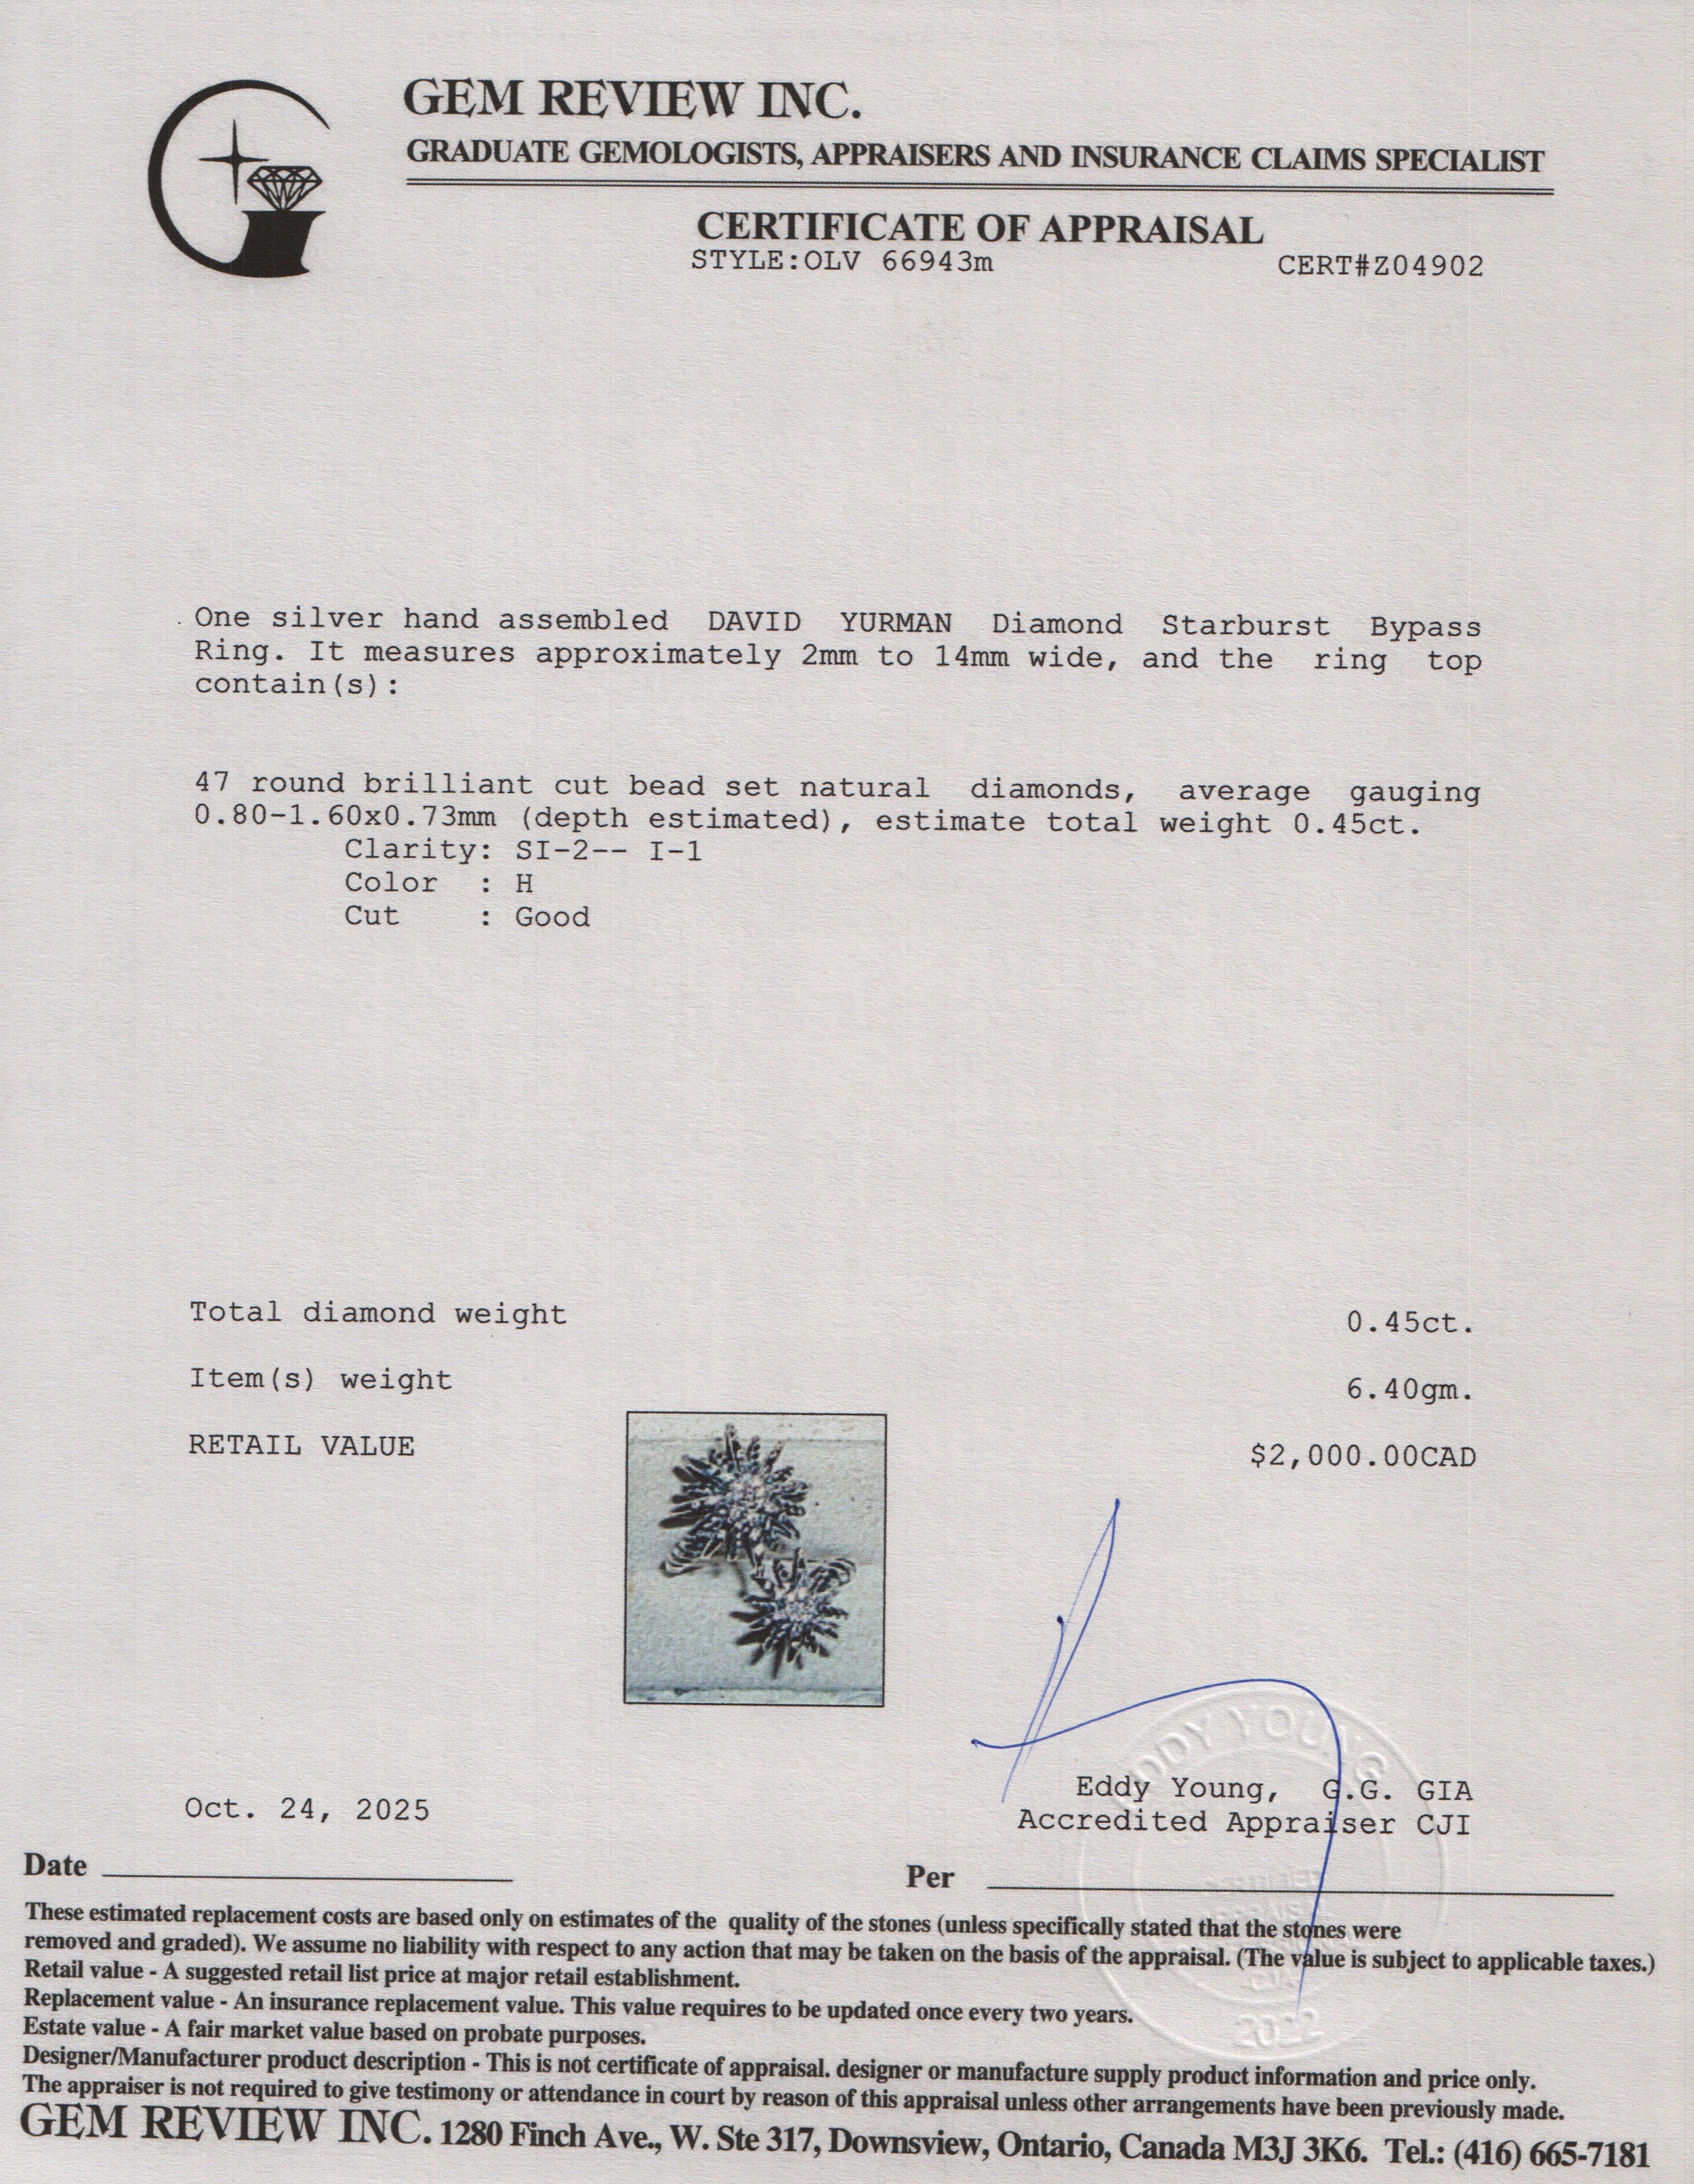 GEM REVIEW INC.
GRADUATE GEMOLOGISTS, APPRAISERS AND INSURANCE CLAIMS SPECIALIST
CERTIFICATE OF APPRAISAL
STYLE:OLV 66943m CERT#Z04902
One silver hand assembled DAVID YURMAN Diamond Starburst Bypass
Ring. It measures approximately 2mm to 14mm wide, and the ring top
contain(s):
47 round brilliant cut bead set natural diamonds, average gauging
0.80-1.60x0.73mm (depth estimated), estimate total weight 0.45ct.
Clarity: SI-2-- I-1
Color : H
Cut : Good
Total diamond weight 0.45ct.
Item(s) weight 6.40gm.
RETAIL VALUE $2,000.00CAD
EDDY YOUNG
Eddy Young, G.G. GIA
Oct. 24, 2025 Accredited Appraiser CJI
Date Per
CERTIFIED
These estimated replacement costs are based only on estimates of the quality of the stones (unless specifically stated that the stones were
removed and graded). We assume no liability with respect to any action that may be taken on the basis of the appraisal. (The value is subject to applicable taxes.)
Retail value - A suggested retail list price at major retail establishment.
Replacement value - An insurance replacement value. This value requires to be updated once every two years.
Estate value - A fair market value based on probate purposes.
2022
Designer/Manufacturer product description - This is not certificate of appraisal. designer or manufacture supply product information and price only.
The appraiser is not required to give testimony or attendance in court by reason of this appraisal unless other arrangements have been previously made.
GEM REVIEW INC. 1280 Finch Ave., W. Ste 317, Downsview, Ontario, Canada M3J 3K6. Tel.: (416) 665-7181